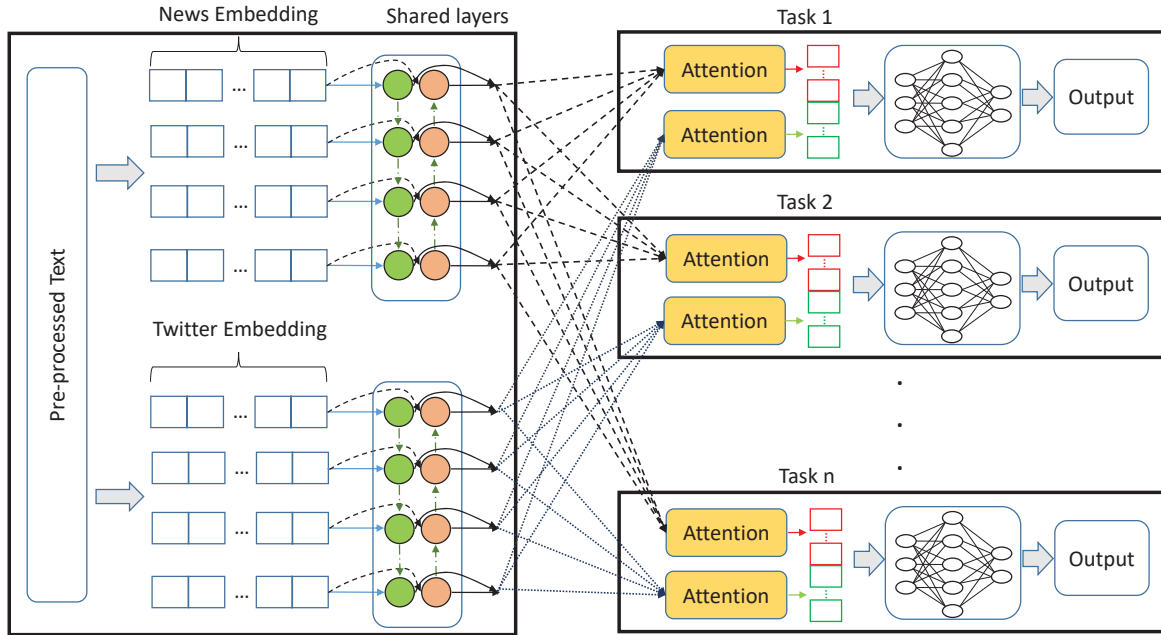 News Embedding
Shared layers
Pre-processed Text
...
...
...
...
Twitter Embedding
...
...
...
...
Task 1
Attention
Attention
Output
Task 2
Attention
Attention
Output
.
.
.
Task n
Attention
Attention
Output